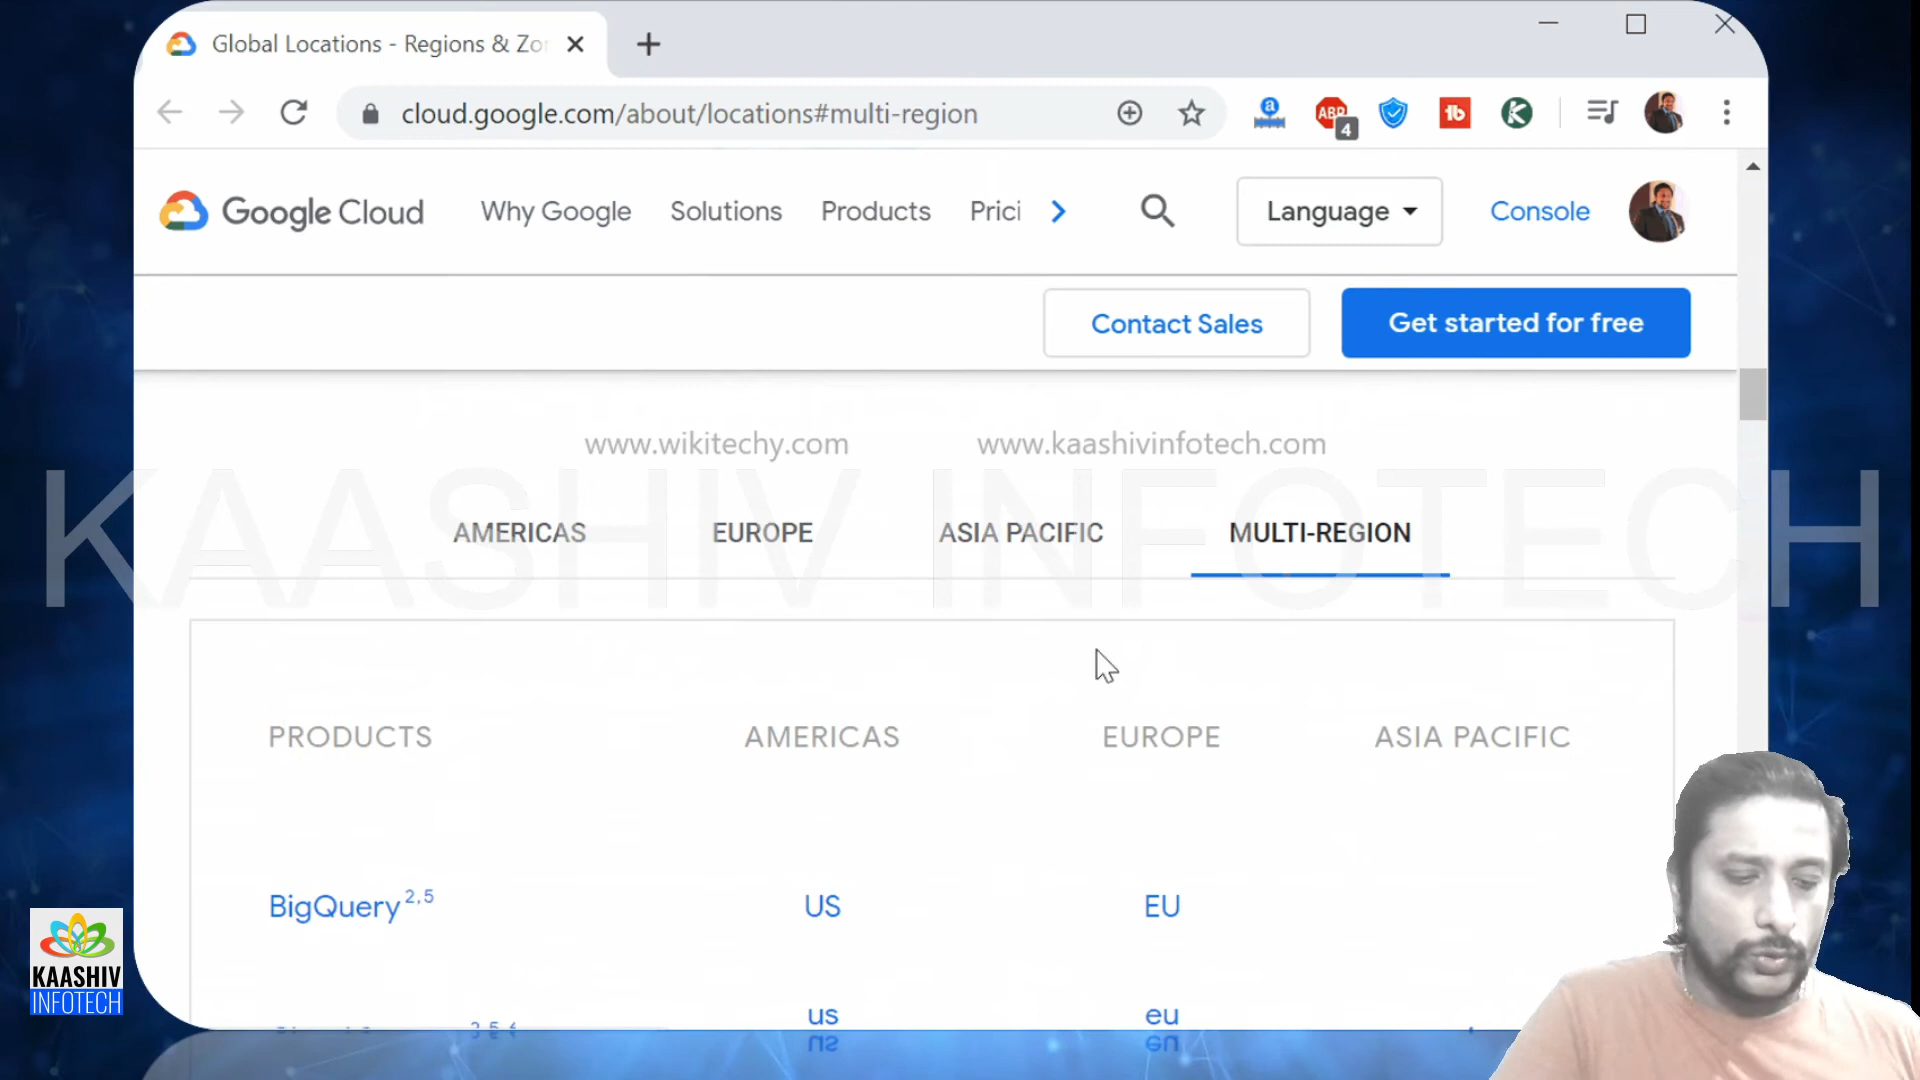 Global Locations - Regions & Zo
cloud.google.com/about/locations#multi-region
ABP
4
Google Cloud
Why Google
Solutions
Products
Prici
Language
Console
Contact Sales
Get started for free
www.wikitechy.com
www.kaashivinfotech.com
KAASHIV INFOTECH
AMERICAS
EUROPE
ASIA PACIFIC
MULTI-REGION
PRODUCTS
AMERICAS
EUROPE
ASIA PACIFIC
BigQuery 2,5
US
EU
us
eu
KAASHIV
INFOTECH